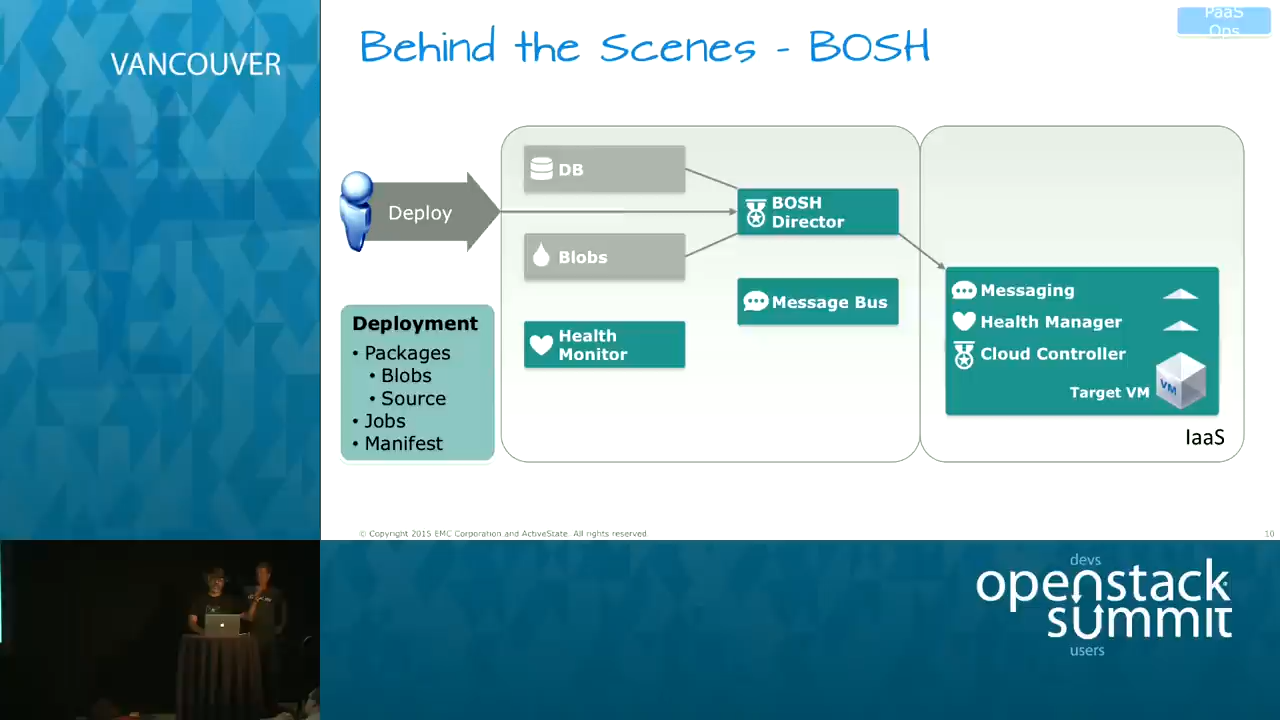 VANCOUVER
Behind the Scenes - BOSH
PaaS
Ops
Deploy
DB
Blobs
Health
Monitor
BOSH
Director
Message Bus
Messaging
Health Manager
Cloud Controller
Target VM
VM
IaaS
Deployment
• Packages
• Blobs
• Source
• Jobs
• Manifest
© Copyright 2015 EMC Corporation and ActiveState. All rights reserved
10
devs
openstack
summit
users